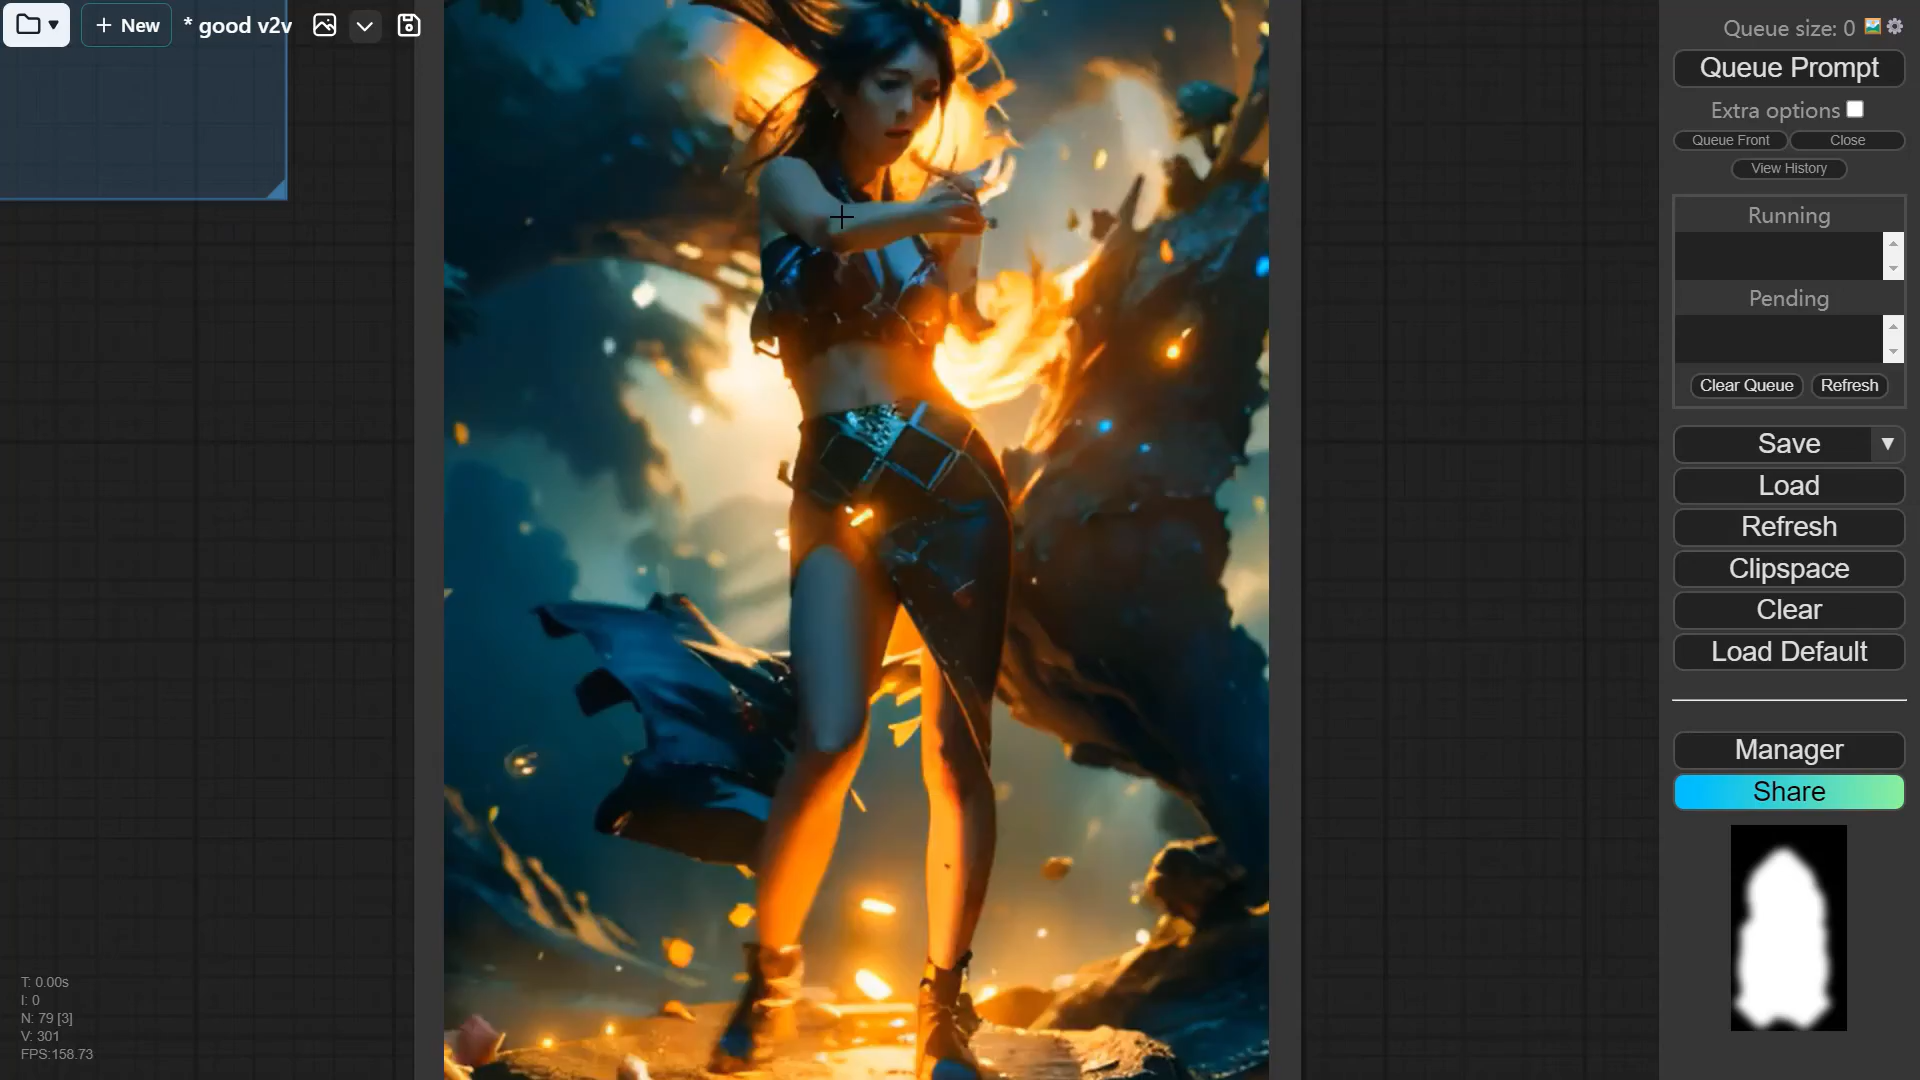 New
* good v2v
Queue size: 0
Queue Prompt
Extra options
Queue Front
Close
View History
Running
Pending
Clear Queue
Refresh
Save
Load
Refresh
Clipspace
Clear
Load Default
Manager
Share
T: 0.00s
I: 0
N: 79 [3]
V: 301
FPS:158.73